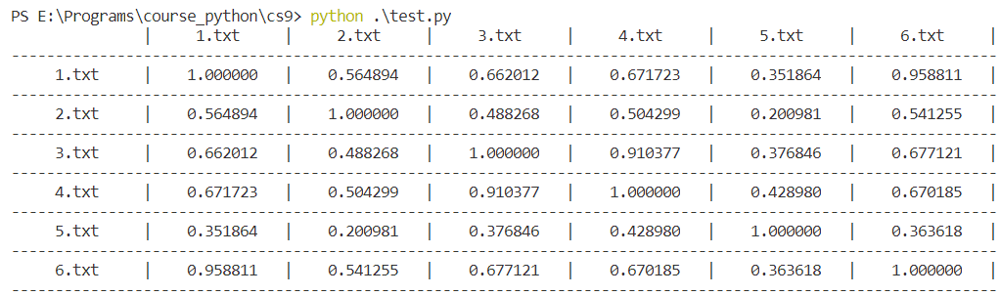 PS E:\Programs\course_python\cs9> python .\test.py
| 1.txt | 2.txt | 3.txt | 4.txt | 5.txt | 6.txt |
1.txt | 1.000000 | 0.564894 | 0.662012 | 0.671723 | 0.351864 | 0.958811 |
2.txt | 0.564894 | 1.000000 | 0.488268 | 0.504299 | 0.200981 | 0.541255 |
3.txt | 0.662012 | 0.488268 | 1.000000 | 0.910377 | 0.376846 | 0.677121 |
4.txt | 0.671723 | 0.504299 | 0.910377 | 1.000000 | 0.428980 | 0.670185 |
5.txt | 0.351864 | 0.200981 | 0.376846 | 0.428980 | 1.000000 | 0.363618 |
6.txt | 0.958811 | 0.541255 | 0.677121 | 0.670185 | 0.363618 | 1.000000 |